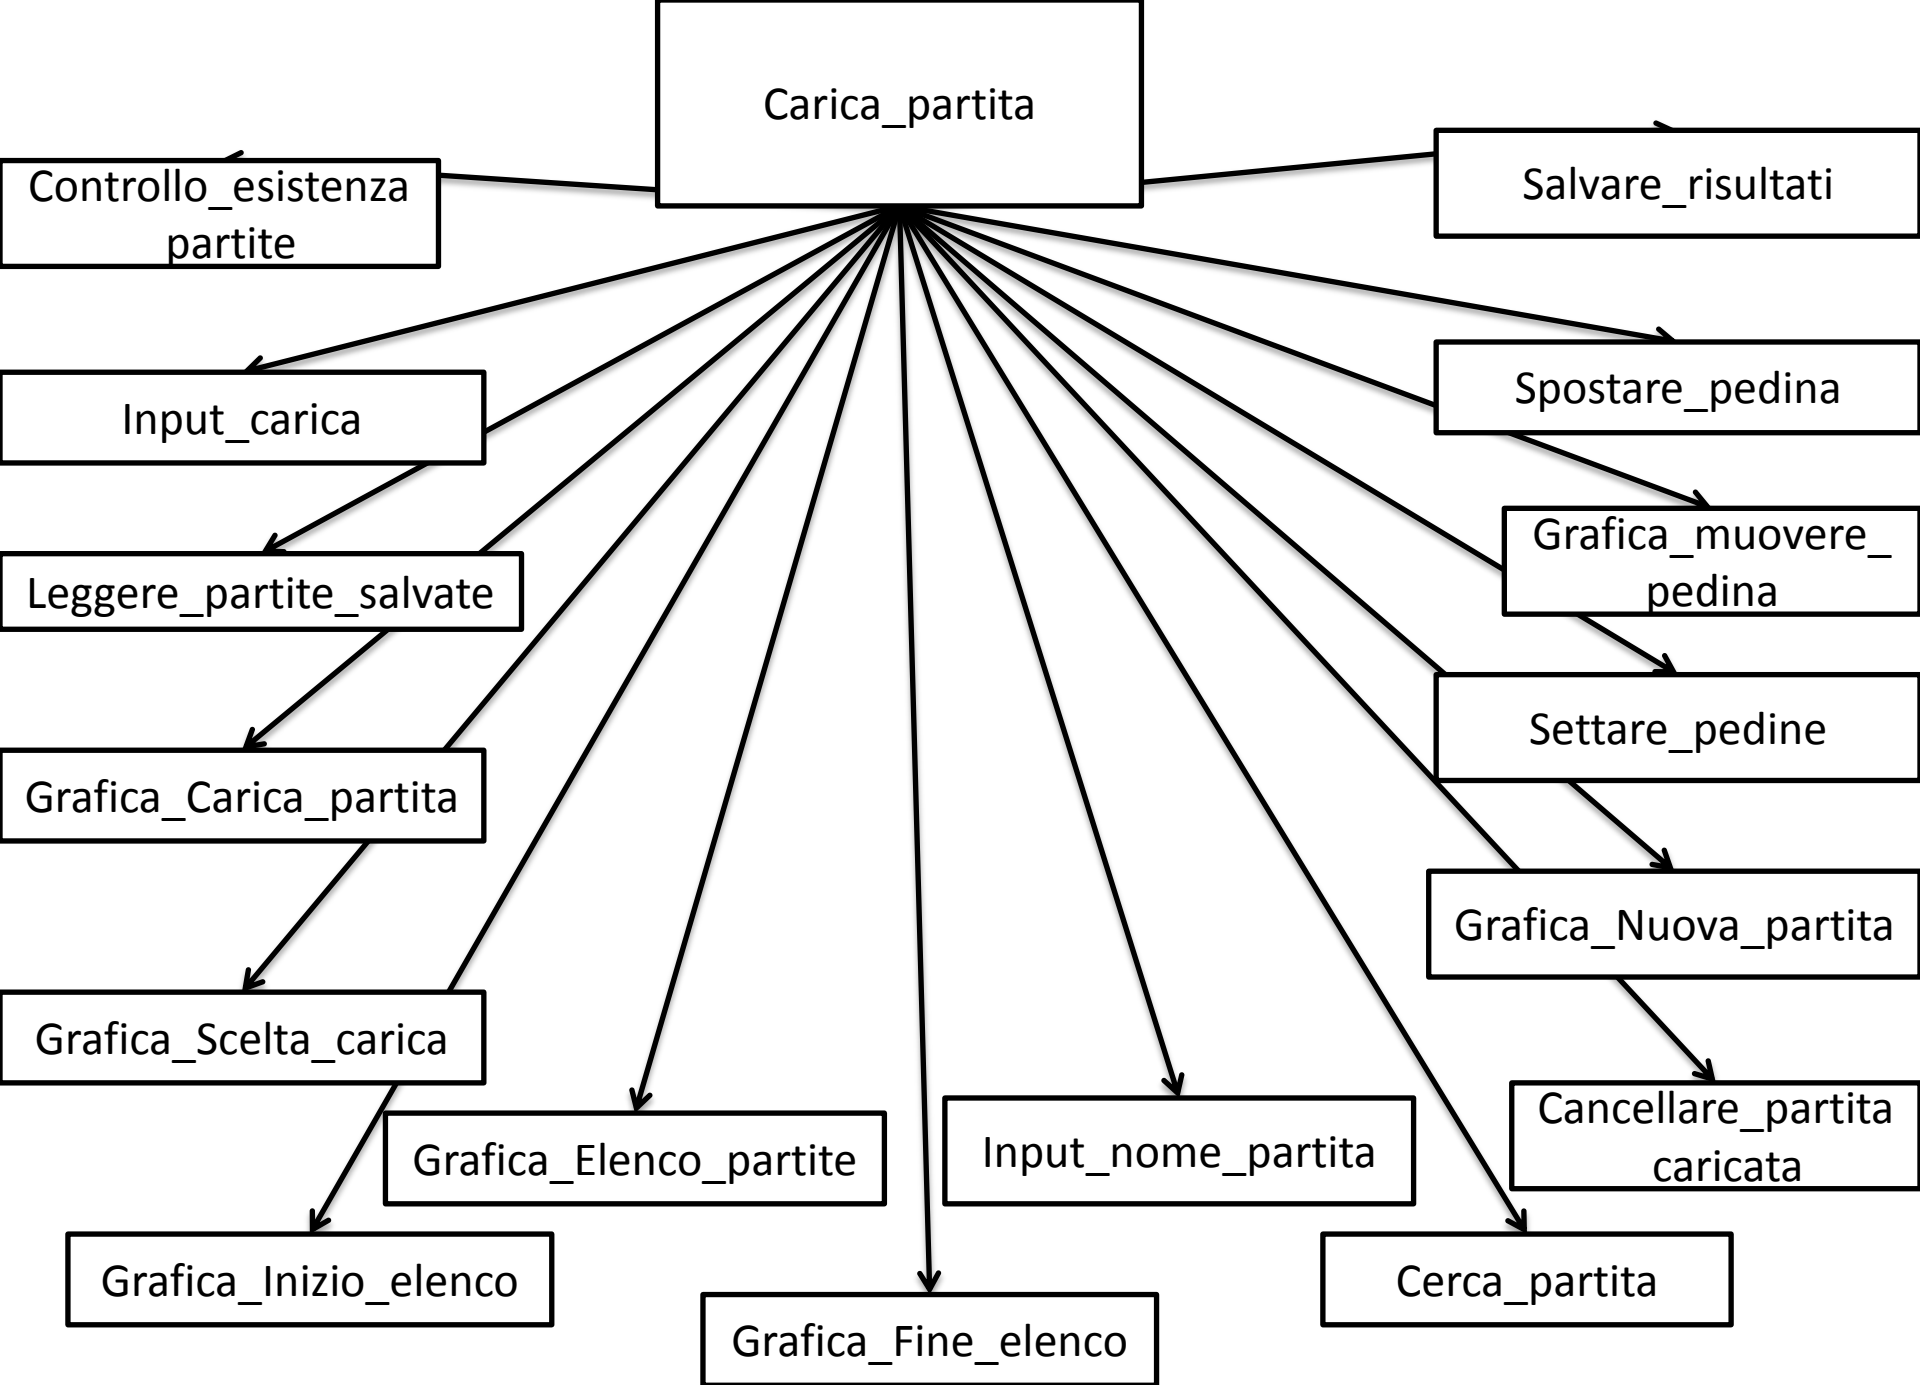 Carica_partita
Controllo_esistenza
partite
Salvare_risultati
Input_carica
Spostare_pedina
Leggere_partite_salvate
Grafica_muovere_
pedina
Grafica_Carica_partita
Settare_pedine
Grafica_Scelta_carica
Grafica_Nuova_partita
Grafica_Elenco_partite
Input_nome_partita
Cancellare_partita
caricata
Grafica_Inizio_elenco
Grafica_Fine_elenco
Cerca_partita